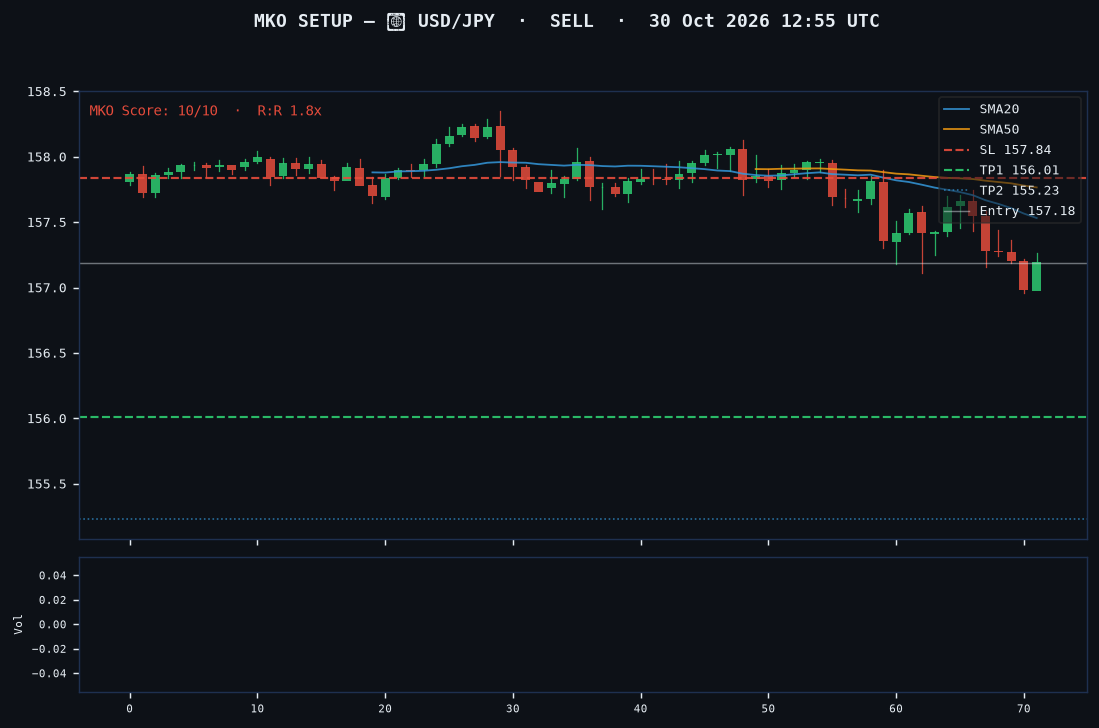 MKO SETUP — 🌐 USD/JPY · SELL · 30 Oct 2026 12:55 UTC
MKO Score: 10/10 · R:R 1.8x
SMA20
SMA50
SL 157.84
TP1 156.01
TP2 155.23
Entry 157.18
158.5
158.0
157.5
157.0
156.5
156.0
155.5
Vol
0.04
0.02
0.00
−0.02
−0.04
0 10 20 30 40 50 60 70